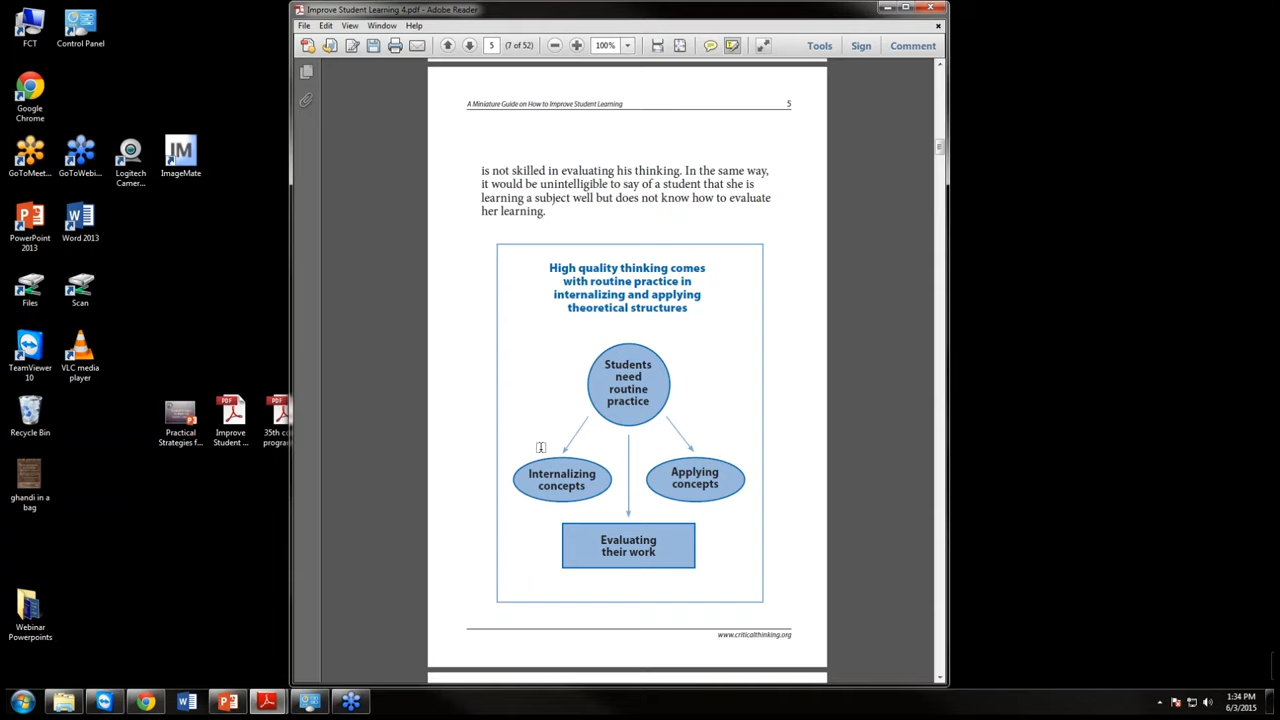 Improve Student Learning 4.pdf - Adobe Reader
File Edit View Window Help
5 (7 of 52) 100% Tools Sign Comment
A Miniature Guide on How to Improve Student Learning 5
is not skilled in evaluating his thinking. In the same way,
it would be unintelligible to say of a student that she is
learning a subject well but does not know how to evaluate
her learning.
High quality thinking comes
with routine practice in
internalizing and applying
theoretical structures
Students
need
routine
practice
Internalizing
concepts
Applying
concepts
Evaluating
their work
www.criticalthinking.org
FCT
Control Panel
Google
Chrome
GoToMeet...
GoToWebi...
Logitech
Camer...
IM
ImageMate
PowerPoint
2013
Word 2013
Files
Scan
TeamViewer
10
VLC media
player
Recycle Bin
Practical
Strategies f...
PDF
Improve
Student ...
PDF
35th co
progran
ghandi in a
bag
Webinar
Powerpoints
1:34 PM
6/3/2015